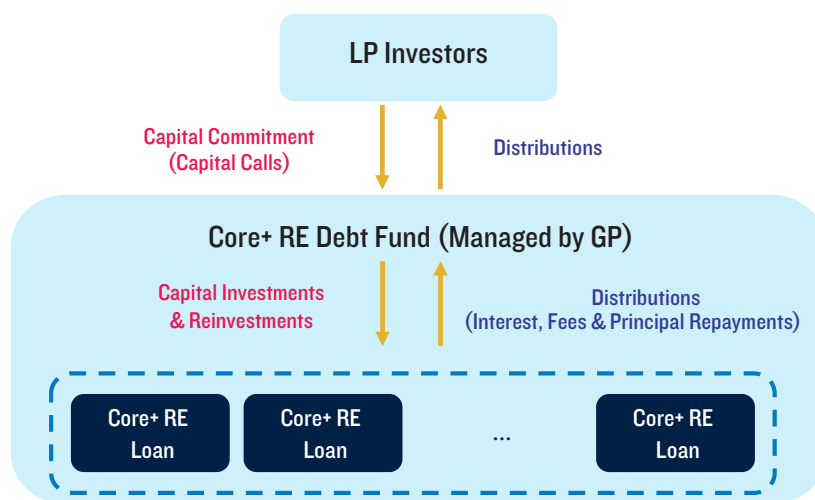 LP Investors
Capital Commitment
(Capital Calls)
Distributions
Core+ RE Debt Fund (Managed by GP)
Capital Investments
& Reinvestments
Distributions
(Interest, Fees & Principal Repayments)
Core+ RE
Loan
Core+ RE
Loan
...
Core+ RE
Loan